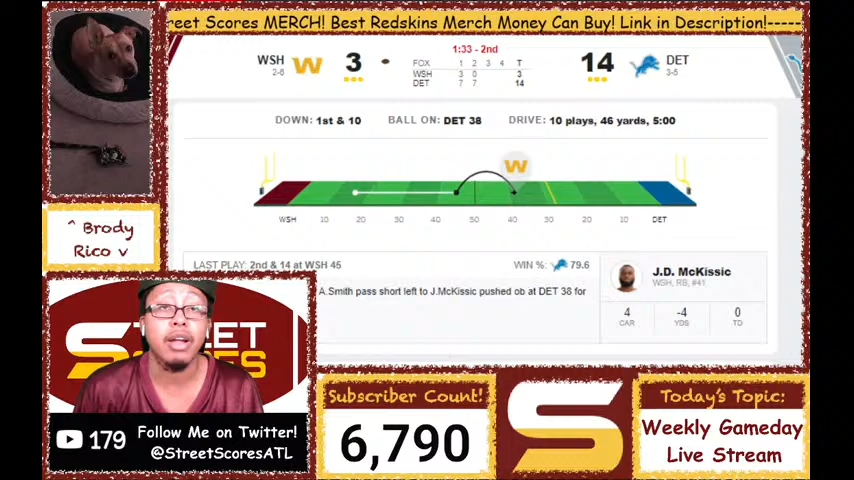 treet Scores MERCH! Best Redskins Merch Money Can Buy! Link in Description!-----
WSH
2-6
W
3
1:33 - 2nd
FOX 1 2 3 4 T
WSH 3 0 3
DET 7 7 14
14
DET
3-5
DOWN: 1st & 10 BALL ON: DET 38 DRIVE: 10 plays, 46 yards, 5:00
W
WSH 10 20 30 40 50 40 30 20 10 DET
LAST PLAY: 2nd & 14 at WSH 45
WIN %: 79.6
A.Smith pass short left to J.McKissic pushed ob at DET 38 for
J.D. McKissic
WSH, RB, #41
4 -4 0
CAR YDS TD
^ Brody
Rico v
STREET
SCORES
179
Follow Me on Twitter!
@StreetScoresATL
Subscriber Count!
6,790
S
Today's Topic:
Weekly Gameday
Live Stream